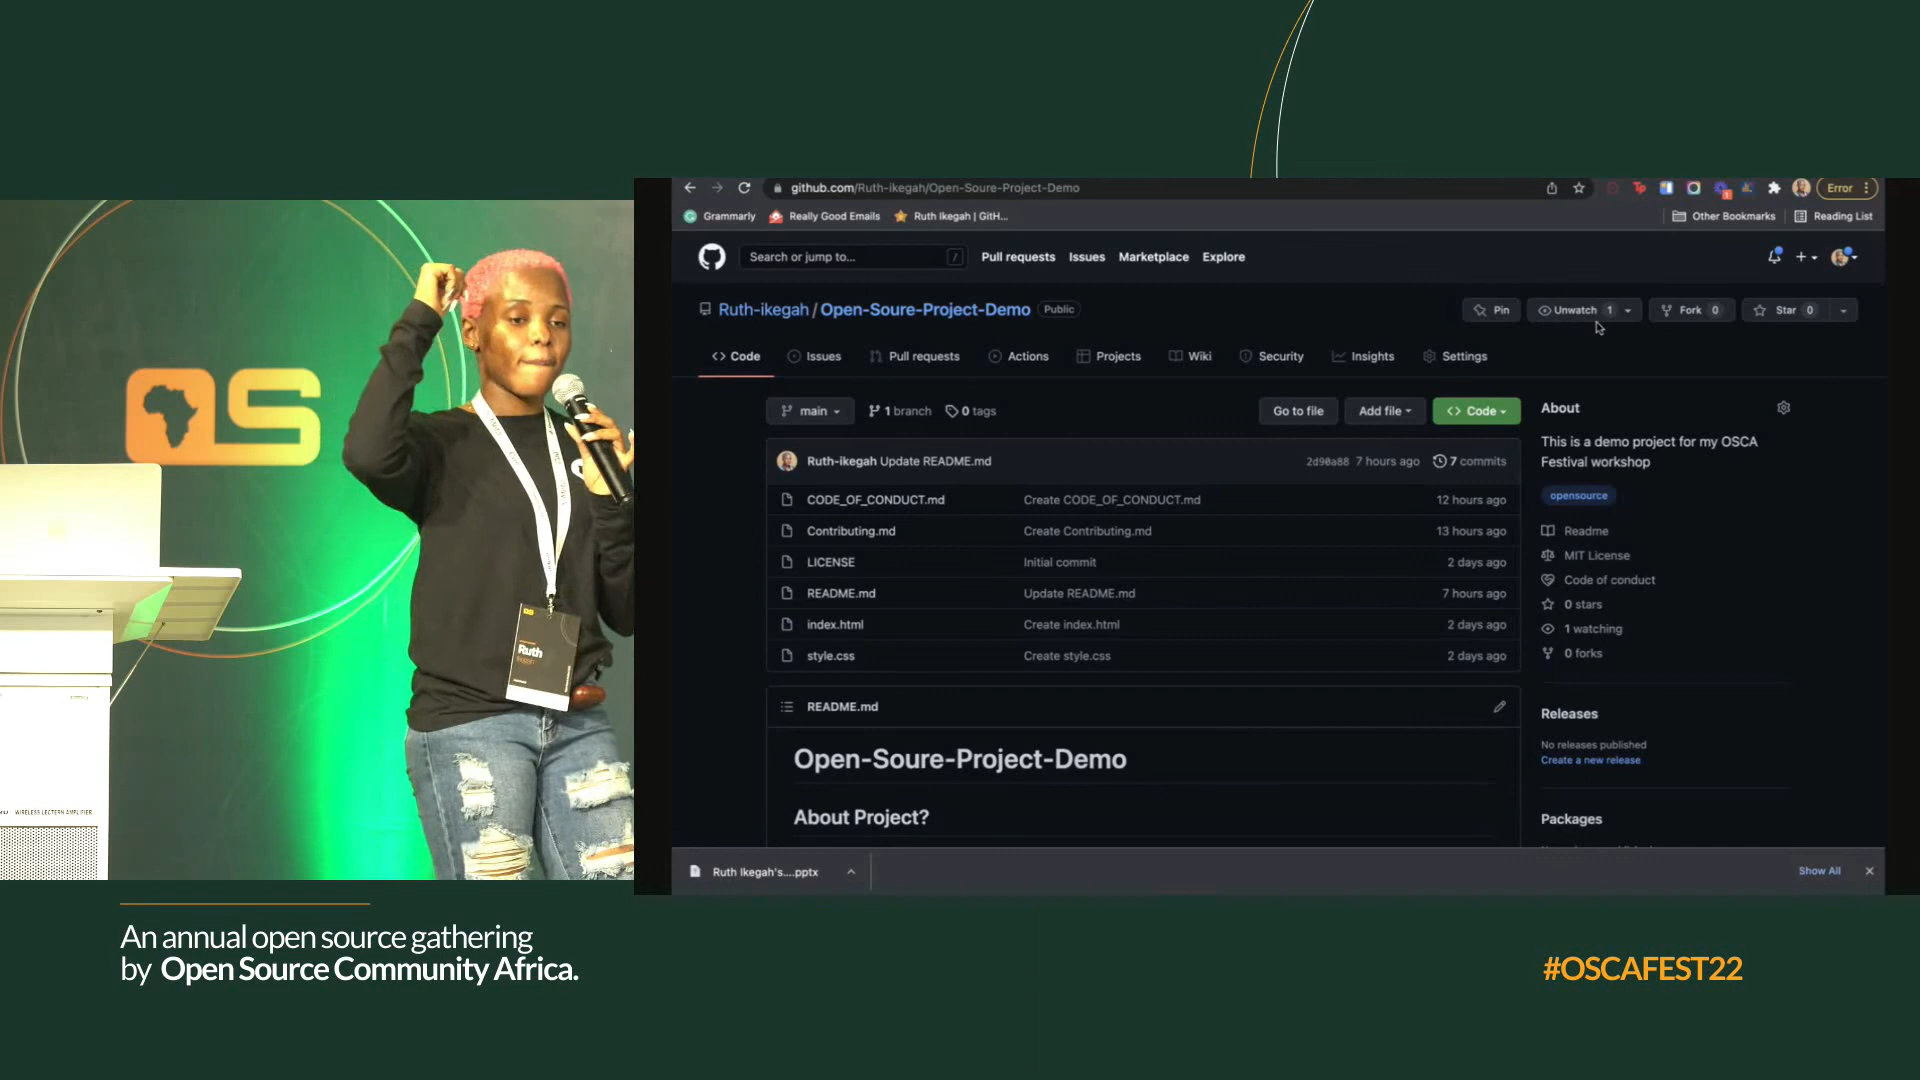 github.com/Ruth-ikegah/Open-Soure-Project-Demo
Tp
Error
Grammarly
Really Good Emails
Ruth Ikegah | GitH...
Other Bookmarks
Reading List
Search or jump to...
/
Pull requests
Issues
Marketplace
Explore
Ruth-ikegah / Open-Soure-Project-Demo
Public
Pin
Unwatch 1
Fork 0
Star 0
Code
Issues
Pull requests
Actions
Projects
Wiki
Security
Insights
Settings
main
1 branch
0 tags
Go to file
Add file
Code
Ruth-ikegah Update README.md
2d90a88 7 hours ago
7 commits
CODE_OF_CONDUCT.md Create CODE_OF_CONDUCT.md 12 hours ago
Contributing.md Create Contributing.md 13 hours ago
LICENSE Initial commit 2 days ago
README.md Update README.md 7 hours ago
index.html Create index.html 2 days ago
style.css Create style.css 2 days ago
README.md
Open-Soure-Project-Demo
About Project?
About
This is a demo project for my OSCA
Festival workshop
opensource
Readme
MIT License
Code of conduct
0 stars
1 watching
0 forks
Releases
No releases published
Create a new release
Packages
Ruth Ikegah's....pptx
Show All
OS
Ruth
WIRELESS LECTERN AMPLIFIER
An annual open source gathering
by Open Source Community Africa.
#OSCAFEST22